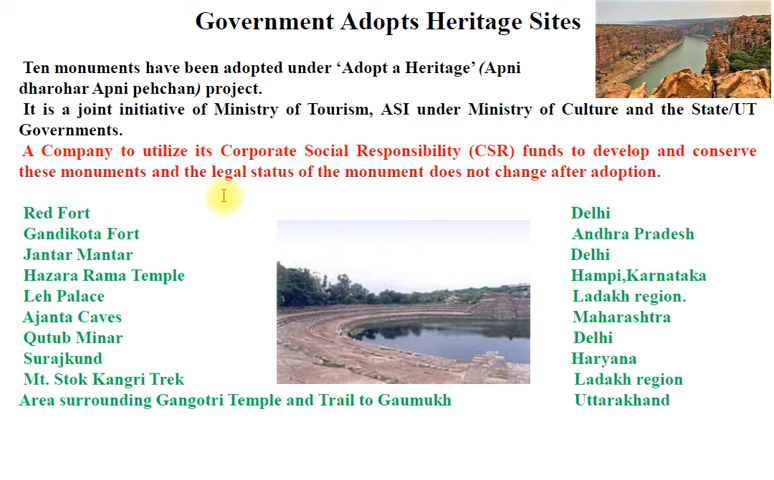 Government Adopts Heritage Sites
Ten monuments have been adopted under ‘Adopt a Heritage’ (Apni
dharohar Apni pehchan) project.
It is a joint initiative of Ministry of Tourism, ASI under Ministry of Culture and the State/UT
Governments.
A Company to utilize its Corporate Social Responsibility (CSR) funds to develop and conserve
these monuments and the legal status of the monument does not change after adoption.
Red Fort Delhi
Gandikota Fort Andhra Pradesh
Jantar Mantar Delhi
Hazara Rama Temple Hampi,Karnataka
Leh Palace Ladakh region.
Ajanta Caves Maharashtra
Qutub Minar Delhi
Surajkund Haryana
Mt. Stok Kangri Trek Ladakh region
Area surrounding Gangotri Temple and Trail to Gaumukh Uttarakhand